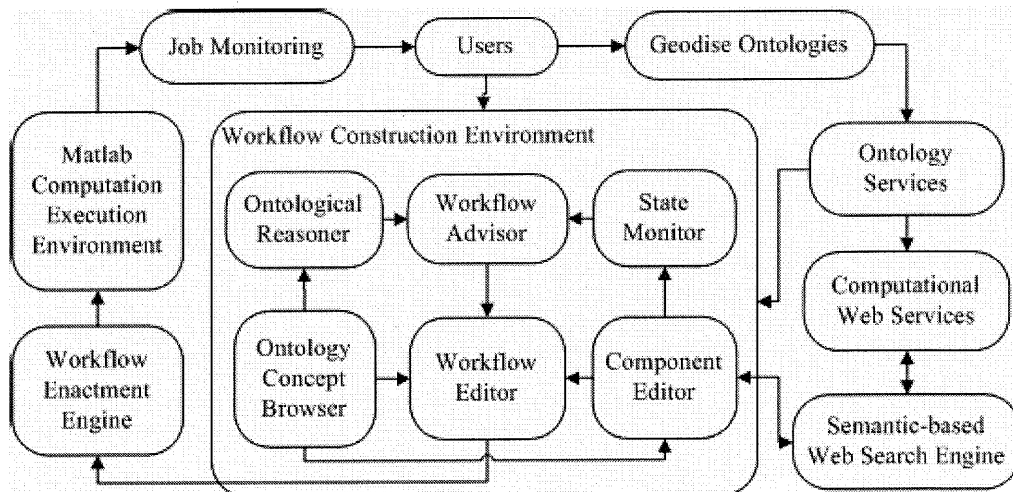 Job Monitoring
Users
Geodise Ontologies
Workflow Construction Environment
Matlab
Computation
Execution
Environment
Ontological
Reasoner
Workflow
Advisor
State
Monitor
Ontology
Services
Computational
Web Services
Workflow
Enactment
Engine
Ontology
Concept
Browser
Workflow
Editor
Component
Editor
Semantic-based
Web Search Engine